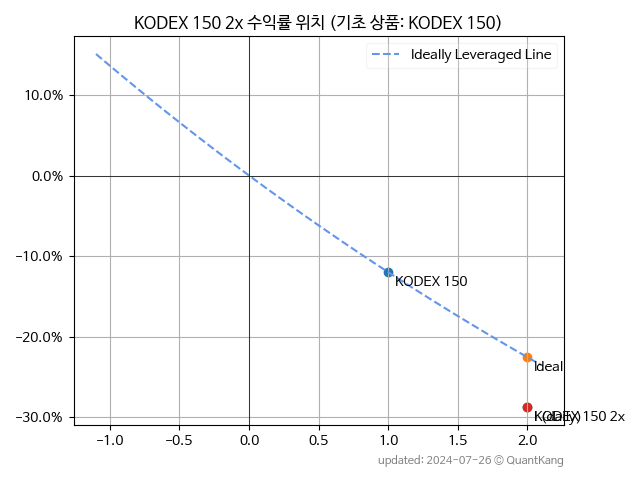 KODEX 150 2x 수익률 위치 (기초 상품: KODEX 150)
Ideally Leveraged Line
10.0%
0.0%
KODEX 150
−10.0%
−20.0%
Ideal
KODEX 150 2x
−30.0%
−1.0 −0.5 0.0 0.5 1.0 1.5 2.0
updated: 2024-07-26 © QuantKang